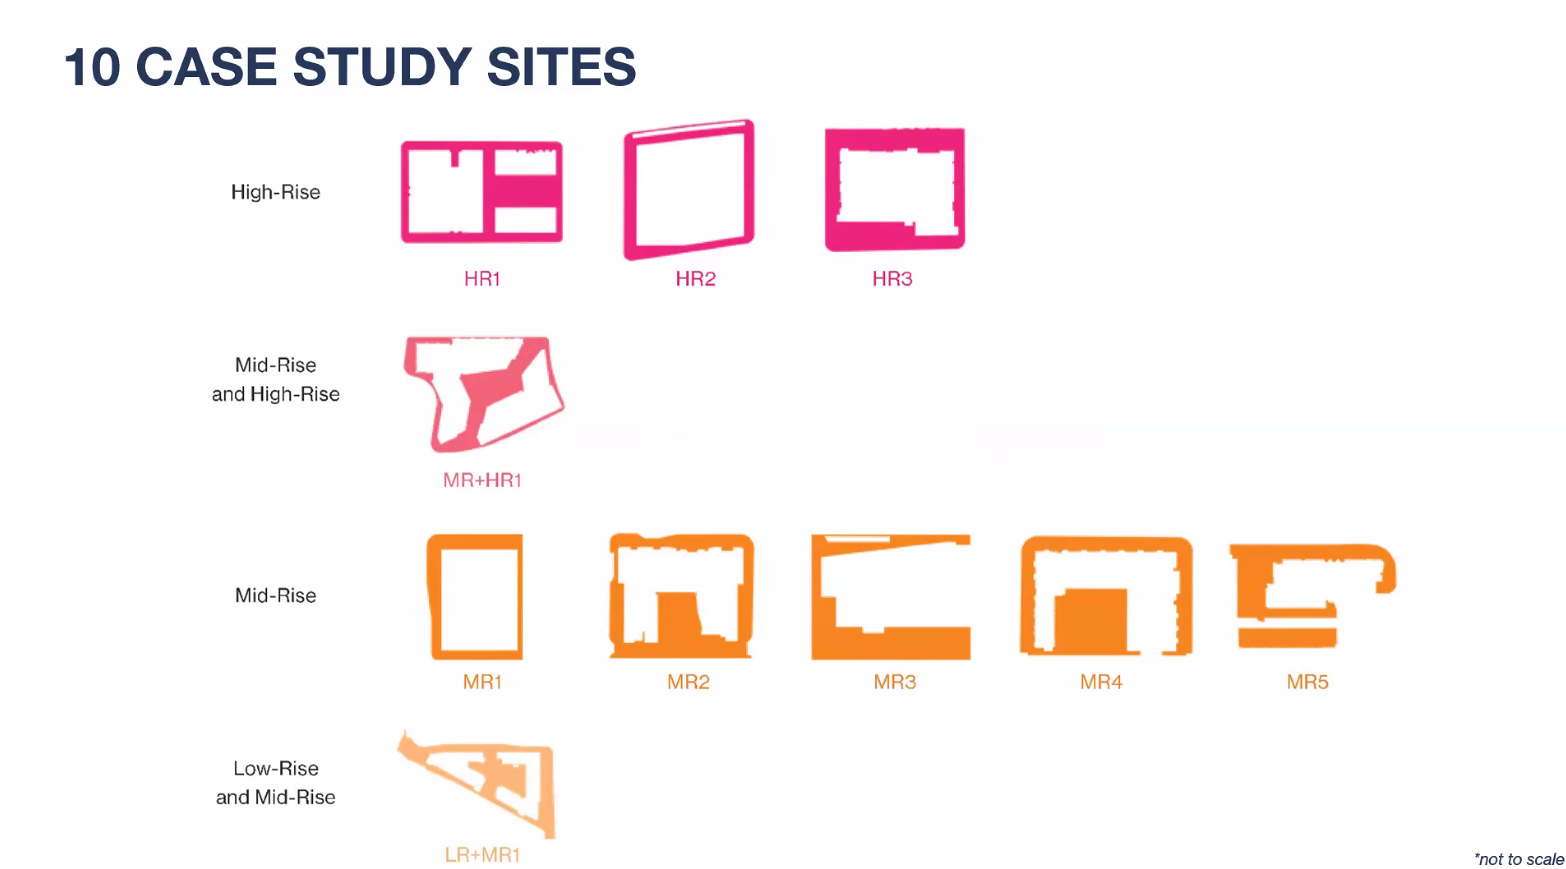 10 CASE STUDY SITES
High-Rise
HR1
HR2
HR3
Mid-Rise
and High-Rise
MR+HR1
Mid-Rise
MR1
MR2
MR3
MR4
MR5
Low-Rise
and Mid-Rise
LR+MR1
*not to scale